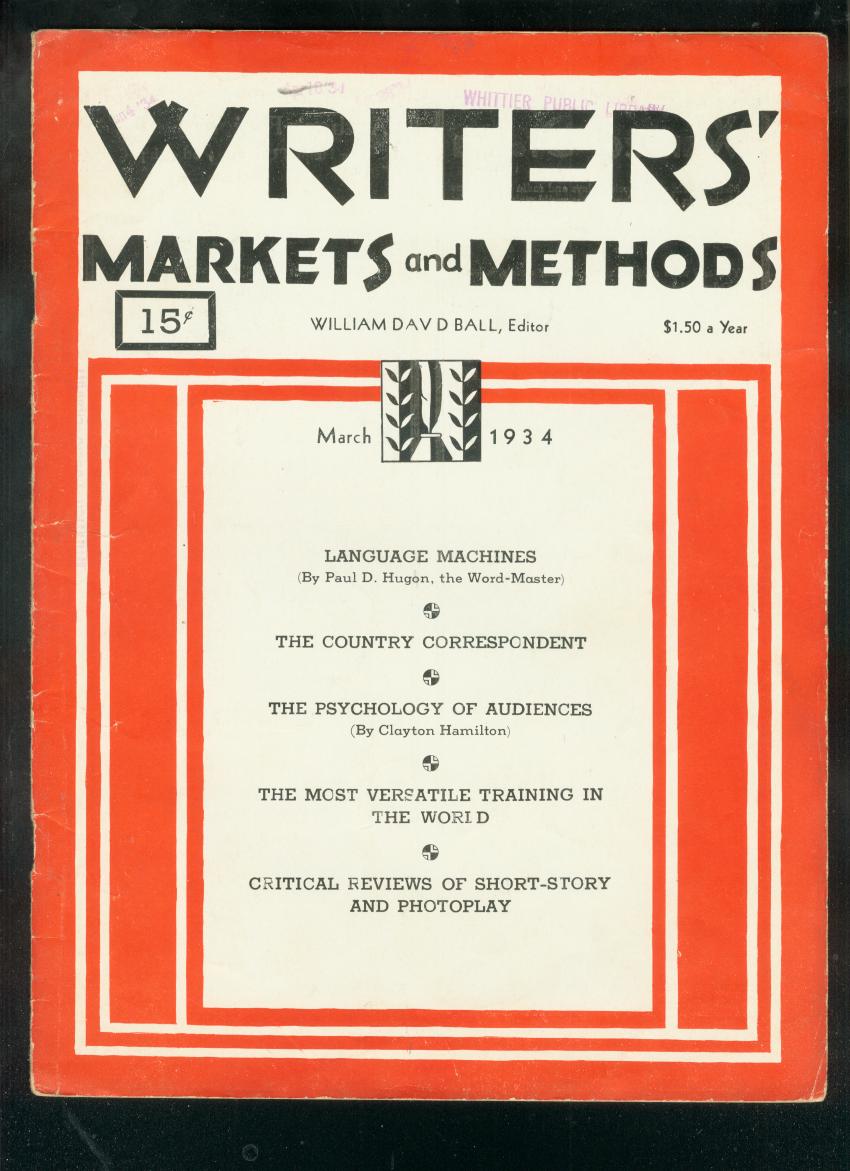 WHITTIER PUBLIC LIBRARY
WRITERS'
MARKETS and METHODS
15¢
WILLIAM DAV D BALL, Editor
$1.50 a Year
March 1934
LANGUAGE MACHINES
(By Paul D. Hugon, the Word-Master)
THE COUNTRY CORRESPONDENT
THE PSYCHOLOGY OF AUDIENCES
(By Clayton Hamilton)
THE MOST VERSATILE TRAINING IN
THE WORLD
CRITICAL REVIEWS OF SHORT-STORY
AND PHOTOPLAY